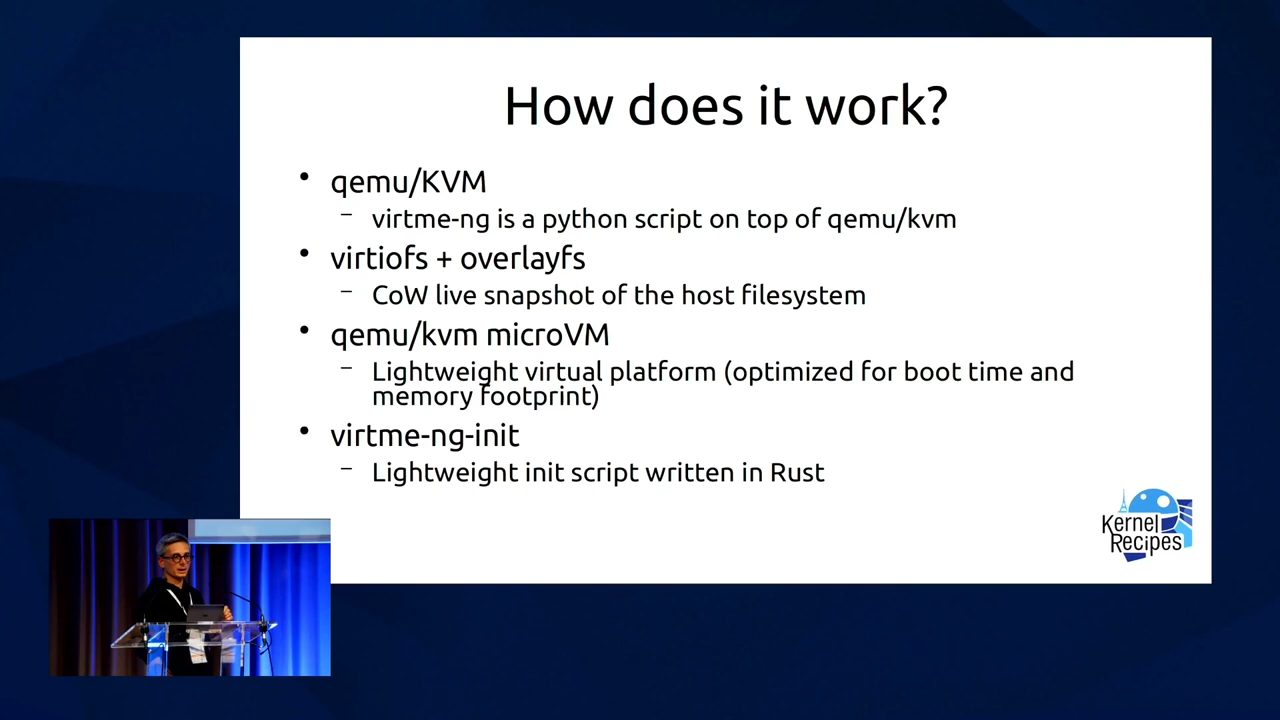 How does it work?
• qemu/KVM
– virtme-ng is a python script on top of qemu/kvm
• virtiofs + overlayfs
– CoW live snapshot of the host filesystem
• qemu/kvm microVM
– Lightweight virtual platform (optimized for boot time and
memory footprint)
• virtme-ng-init
– Lightweight init script written in Rust
Kernel
Recipes